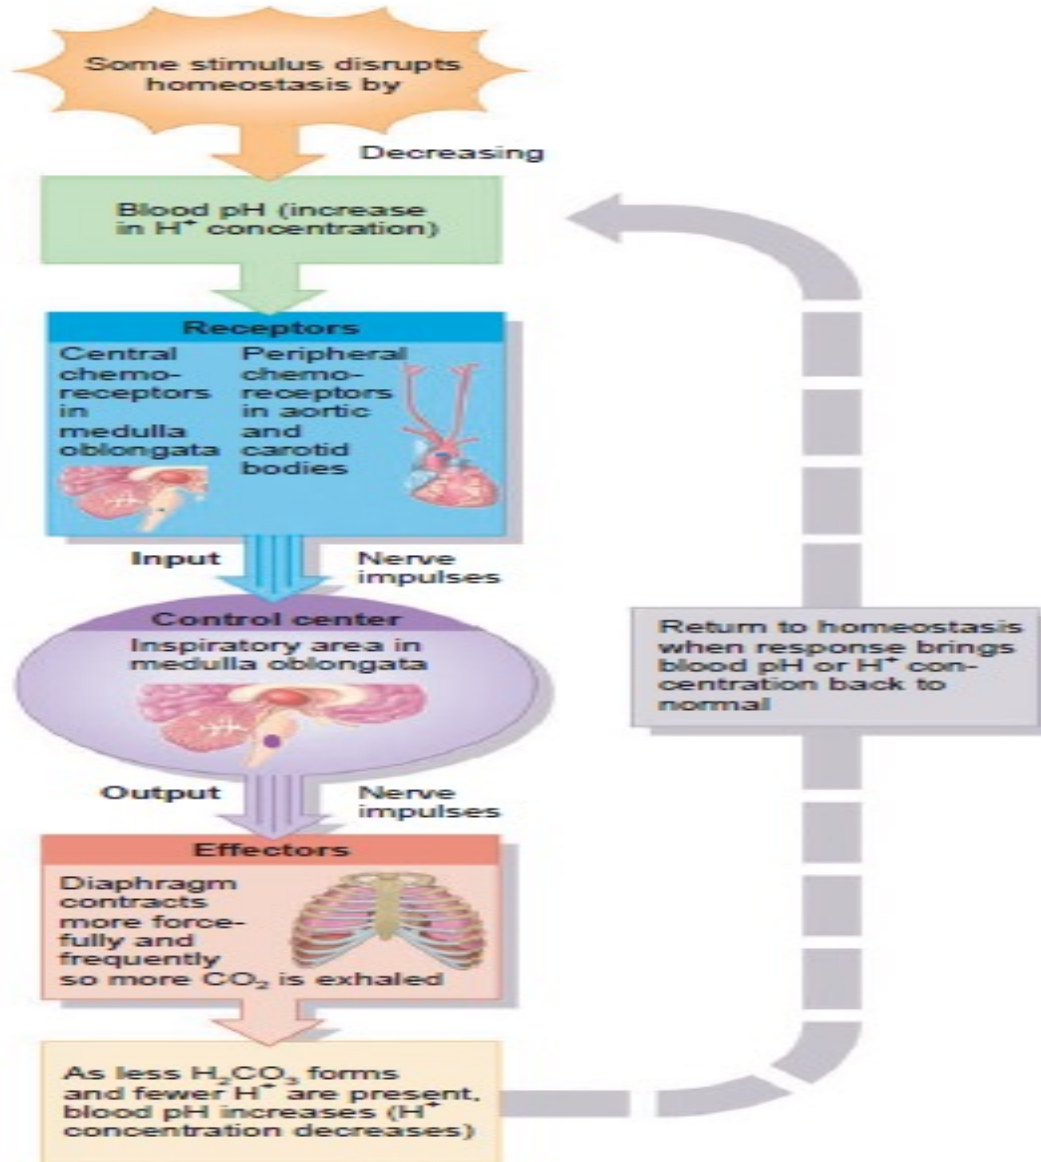 Some stimulus disrupts
homeostasis by
Decreasing
Blood pH (increase
in H⁺ concentration)
Receptors
Central
chemo-
receptors
in
medulla
oblongata
Peripheral
chemo-
receptors
in aortic
and
carotid
bodies
Input
Nerve
impulses
Control center
Inspiratory area in
medulla oblongata
Output
Nerve
impulses
Effectors
Diaphragm
contracts
more force-
fully and
frequently
so more CO₂ is exhaled
As less H₂CO₃ forms
and fewer H⁺ are present,
blood pH increases (H⁺
concentration decreases)
Return to homeostasis
when response brings
blood pH or H⁺ con-
centration back to
normal